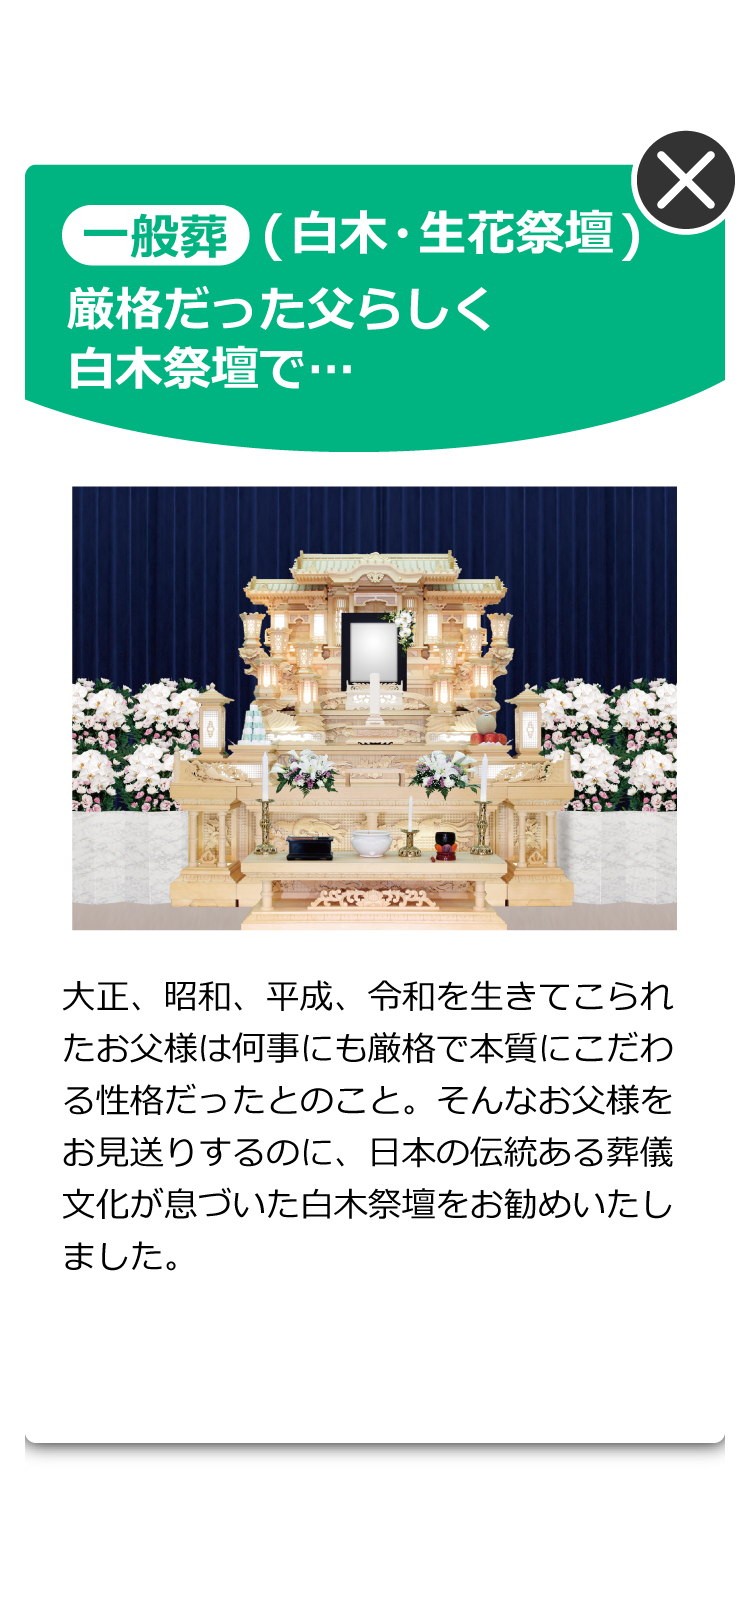 一般葬 (白木・生花祭壇)
厳格だった父らしく
白木祭壇で…
大正、昭和、平成、令和を生きてこられ
たお父様は何事にも厳格で本質にこだわ
る性格だったとのこと。そんなお父様を
お見送りするのに、日本の伝統ある葬儀
文化が息づいた白木祭壇をお勧めいたし
ました。